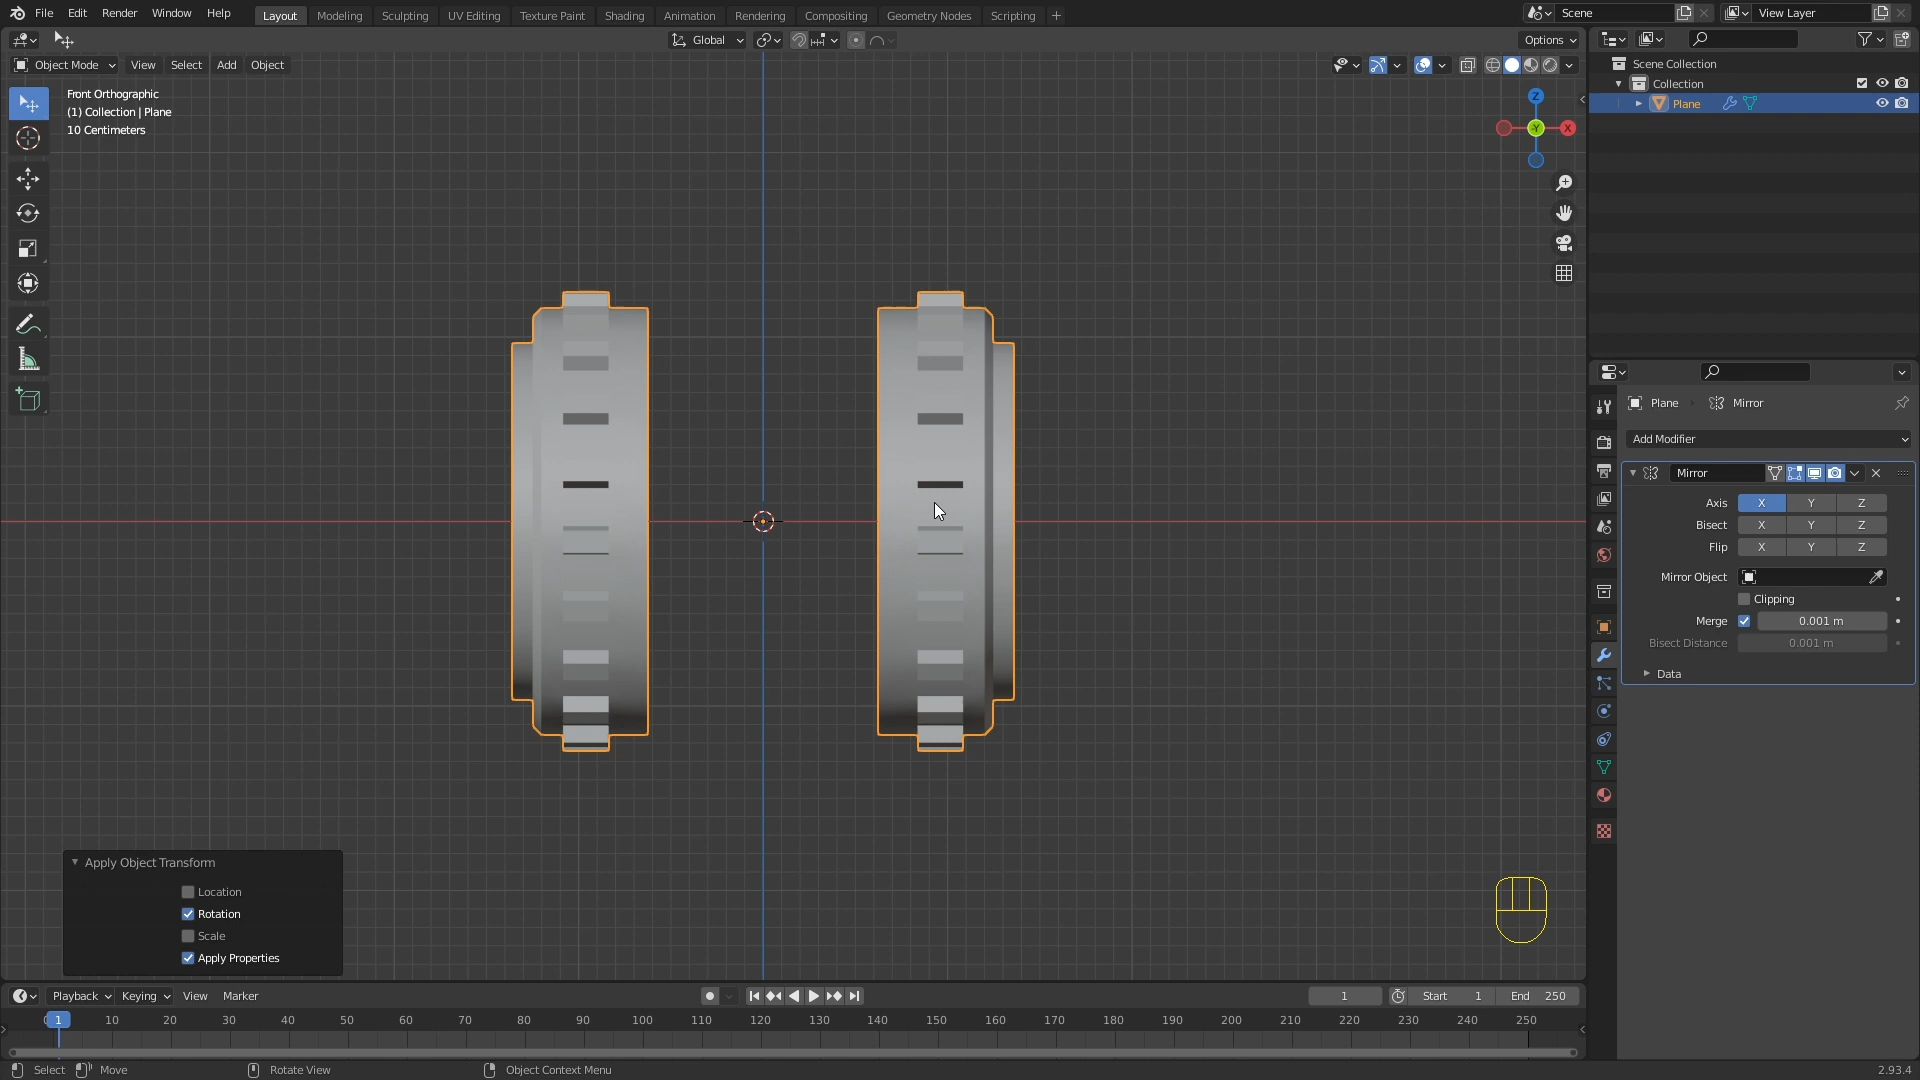 File Edit Render Window Help Layout Modeling Sculpting UV Editing Texture Paint Shading Animation Rendering Compositing Geometry Nodes Scripting + Scene View Layer
Global Options
Object Mode View Select Add Object
Front Orthographic
(1) Collection | Plane
10 Centimeters
Z
Y
X
Scene Collection
Collection
Plane
Plane Mirror
Add Modifier
Mirror
Axis X Y Z
Bisect X Y Z
Flip X Y Z
Mirror Object
Clipping
Merge 0.001 m
Bisect Distance 0.001 m
Data
Apply Object Transform
Location
Rotation
Scale
Apply Properties
Playback Keying View Marker 1 Start 1 End 250
1 10 20 30 40 50 60 70 80 90 100 110 120 130 140 150 160 170 180 190 200 210 220 230 240 250
Select Move Rotate View Object Context Menu 2.93.4